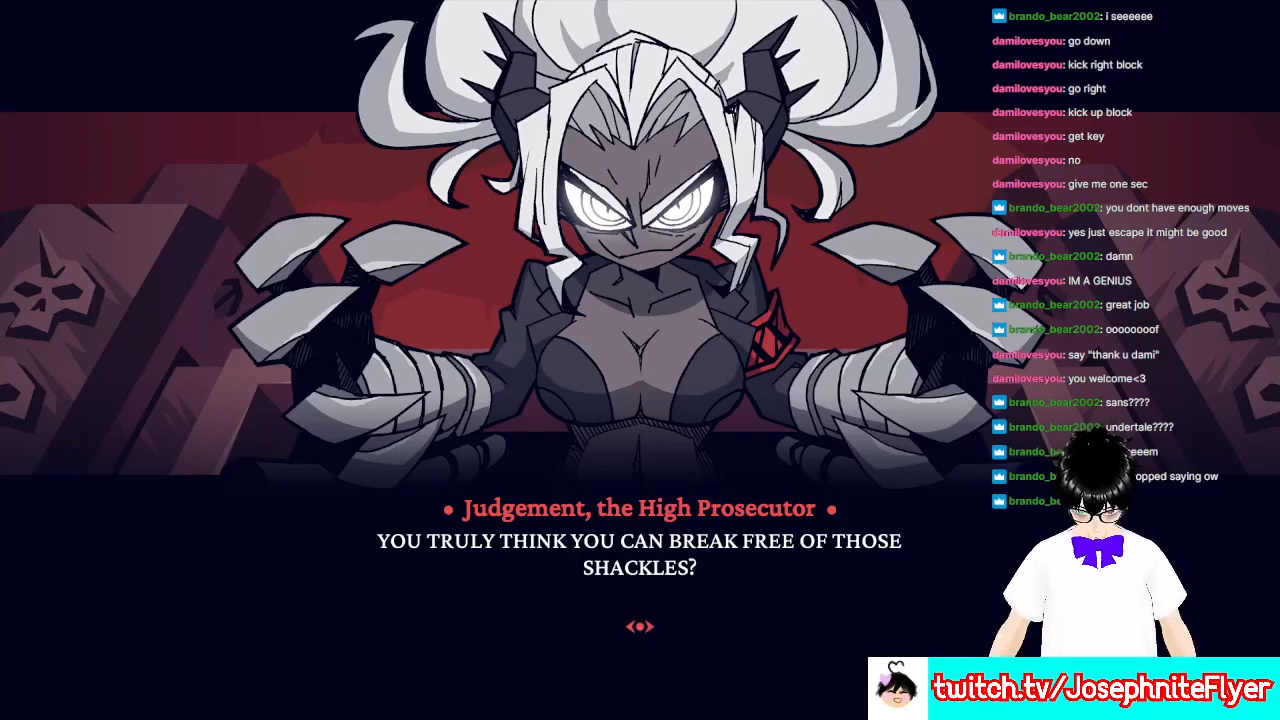 brando_bear2002: i seeeeee
damilovesyou: go down
damilovesyou: kick right block
damilovesyou: go right
damilovesyou: kick up block
damilovesyou: get key
damilovesyou: no
damilovesyou: give me one sec
brando_bear2002: you dont have enough moves
damilovesyou: yes just escape it might be good
brando_bear2002: damn
damilovesyou: IM A GENIUS
brando_bear2002: great job
brando_bear2002: oooooooof
damilovesyou: say "thank u dami"
damilovesyou: you welcome<3
brando_bear2002: sans????
brando_bear2002: undertale????
opped saying ow
• Judgement, the High Prosecutor •
YOU TRULY THINK YOU CAN BREAK FREE OF THOSE
SHACKLES?
twitch.tv/JosephniteFlyer